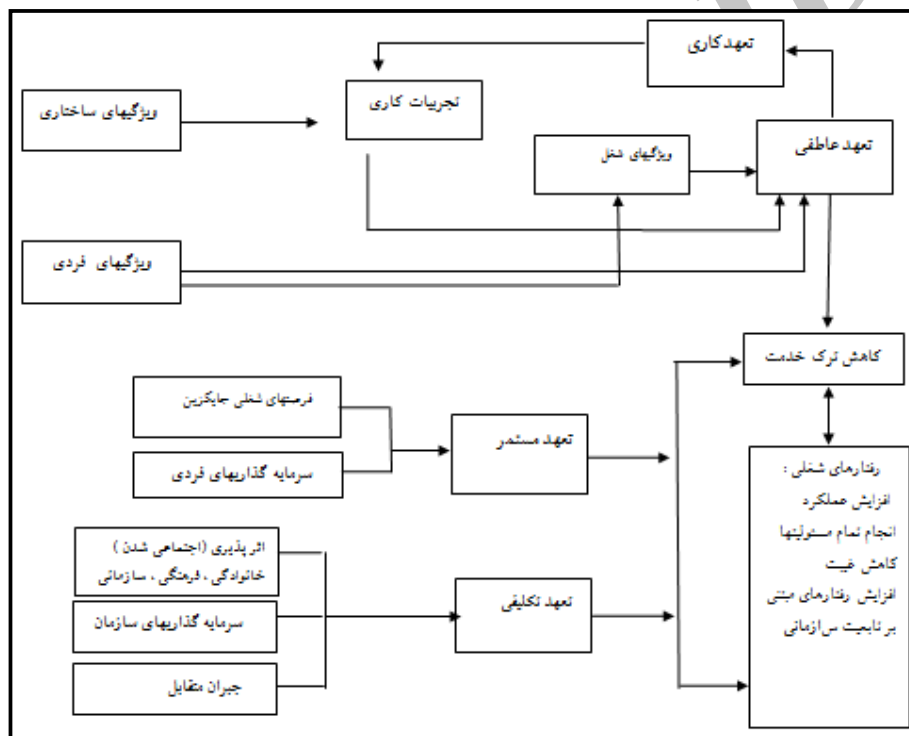 تعهد کاری
تجربیات کاری
ویژگیهای ساختاری
تعهد عاطفی
ویژگیهای شغل
ویژگیهای فردی
کاهش ترک خدمت
فرصتهای شغلی جایگزین
تعهد مستمر
سرمایه گذاریهای فردی
رفتارهای شغلی :
افزایش عملکرد
انجام تمام مسئولیتها
کاهش غیبت
افزایش رفتارهای مبتنی
بر تابعیت سازمانی
اثر پذیری (اجتماعی شدن )
خانوادگی ، فرهنگی ، سازمانی
تعهد تکلیفی
سرمایه گذاریهای سازمان
جبران متقابل